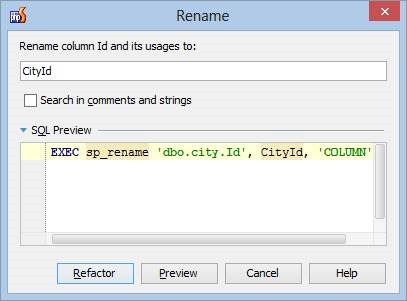 php
Rename
Rename column Id and its usages to:
CityId
Search in comments and strings
SQL Preview
EXEC sp_rename 'dbo.city.Id', CityId, 'COLUMN'
Refactor
Preview
Cancel
Help